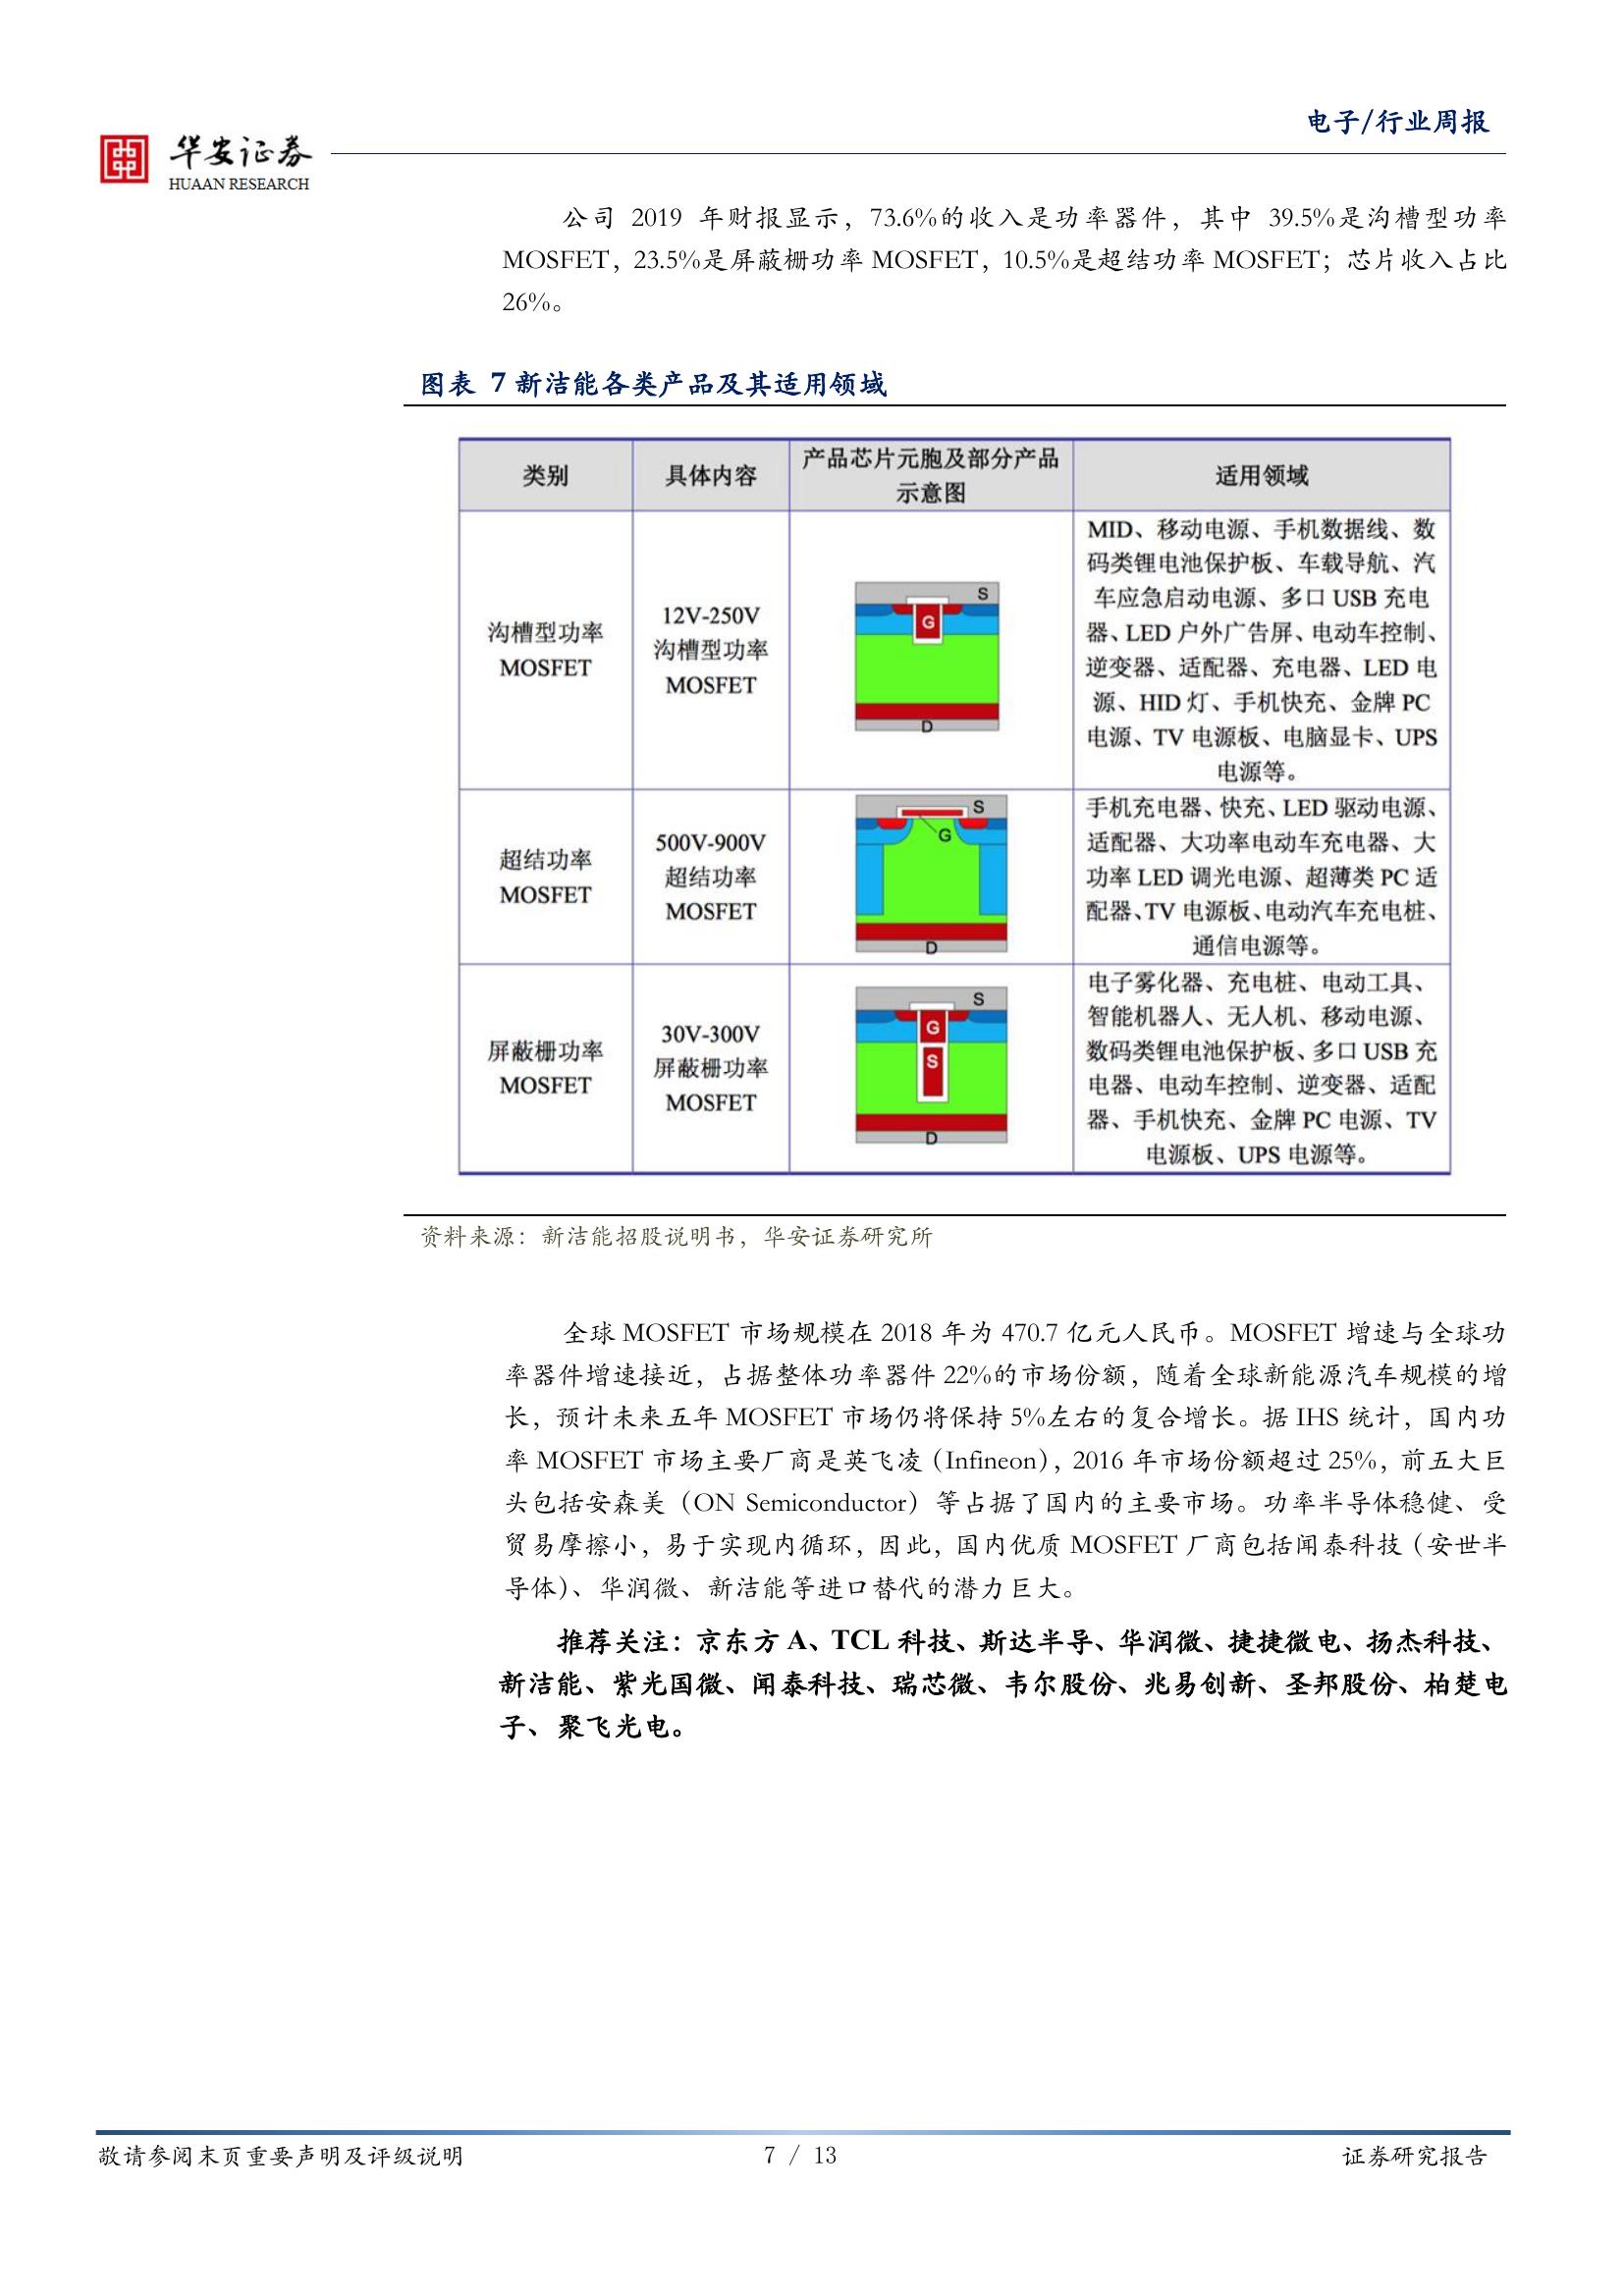 电子/行业周报
华安证券
HUAAN RESEARCH
公司 2019 年财报显示，73.6%的收入是功率器件，其中 39.5%是沟槽型功率
MOSFET，23.5%是屏蔽栅功率 MOSFET，10.5%是超结功率 MOSFET；芯片收入占比
26%。
图表 7 新洁能各类产品及其适用领域
类别
具体内容
产品芯片元胞及部分产品
示意图
适用领域
沟槽型功率
MOSFET
12V-250V
沟槽型功率
MOSFET
S
G
D
MID、移动电源、手机数据线、数
码类锂电池保护板、车载导航、汽
车应急启动电源、多口 USB 充电
器、LED 户外广告屏、电动车控制、
逆变器、适配器、充电器、LED 电
源、HID 灯、手机快充、金牌 PC
电源、TV 电源板、电脑显卡、UPS
电源等。
超结功率
MOSFET
500V-900V
超结功率
MOSFET
S
G
D
手机充电器、快充、LED 驱动电源、
适配器、大功率电动车充电器、大
功率 LED 调光电源、超薄类 PC 适
配器、TV 电源板、电动汽车充电桩、
通信电源等。
屏蔽栅功率
MOSFET
30V-300V
屏蔽栅功率
MOSFET
S
G
S
D
电子雾化器、充电桩、电动工具、
智能机器人、无人机、移动电源、
数码类锂电池保护板、多口 USB 充
电器、电动车控制、逆变器、适配
器、手机快充、金牌 PC 电源、TV
电源板、UPS 电源等。
资料来源：新洁能招股说明书，华安证券研究所
全球 MOSFET 市场规模在 2018 年为 470.7 亿元人民币。MOSFET 增速与全球功
率器件增速接近，占据整体功率器件 22%的市场份额，随着全球新能源汽车规模的增
长，预计未来五年 MOSFET 市场仍将保持 5%左右的复合增长。据 IHS 统计，国内功
率 MOSFET 市场主要厂商是英飞凌（Infineon），2016 年市场份额超过 25%，前五大巨
头包括安森美（ON Semiconductor）等占据了国内的主要市场。功率半导体稳健、受
贸易摩擦小，易于实现内循环，因此，国内优质 MOSFET 厂商包括闻泰科技（安世半
导体）、华润微、新洁能等进口替代的潜力巨大。
推荐关注：京东方 A、TCL 科技、斯达半导、华润微、捷捷微电、扬杰科技、
新洁能、紫光国微、闻泰科技、瑞芯微、韦尔股份、兆易创新、圣邦股份、柏楚电
子、聚飞光电。
敬请参阅末页重要声明及评级说明
7 / 13
证券研究报告